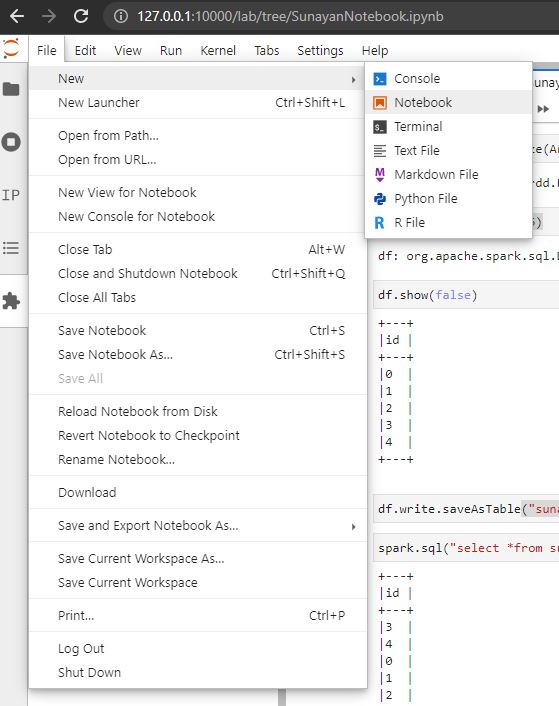 127.0.0.1:10000/lab/tree/SunayanNotebook.ipynb
File Edit View Run Kernel Tabs Settings Help
New
New Launcher Ctrl+Shift+L
Open from Path...
Open from URL...
New View for Notebook
New Console for Notebook
Close Tab Alt+W
Close and Shutdown Notebook Ctrl+Shift+Q
Close All Tabs
Save Notebook Ctrl+S
Save Notebook As... Ctrl+Shift+S
Save All
Reload Notebook from Disk
Revert Notebook to Checkpoint
Rename Notebook...
Download
Save and Export Notebook As...
Save Current Workspace As...
Save Current Workspace
Print... Ctrl+P
Log Out
Shut Down
Console
Notebook
Terminal
Text File
Markdown File
Python File
R File
IP
df: org.apache.spark.sql.
df.show(false)
+---+
|id |
+---+
|0  |
|1  |
|2  |
|3  |
|4  |
+---+
df.write.saveAsTable("suna
spark.sql("select *from su
+---+
|id |
+---+
|3  |
|4  |
|0  |
|1  |
|2  |